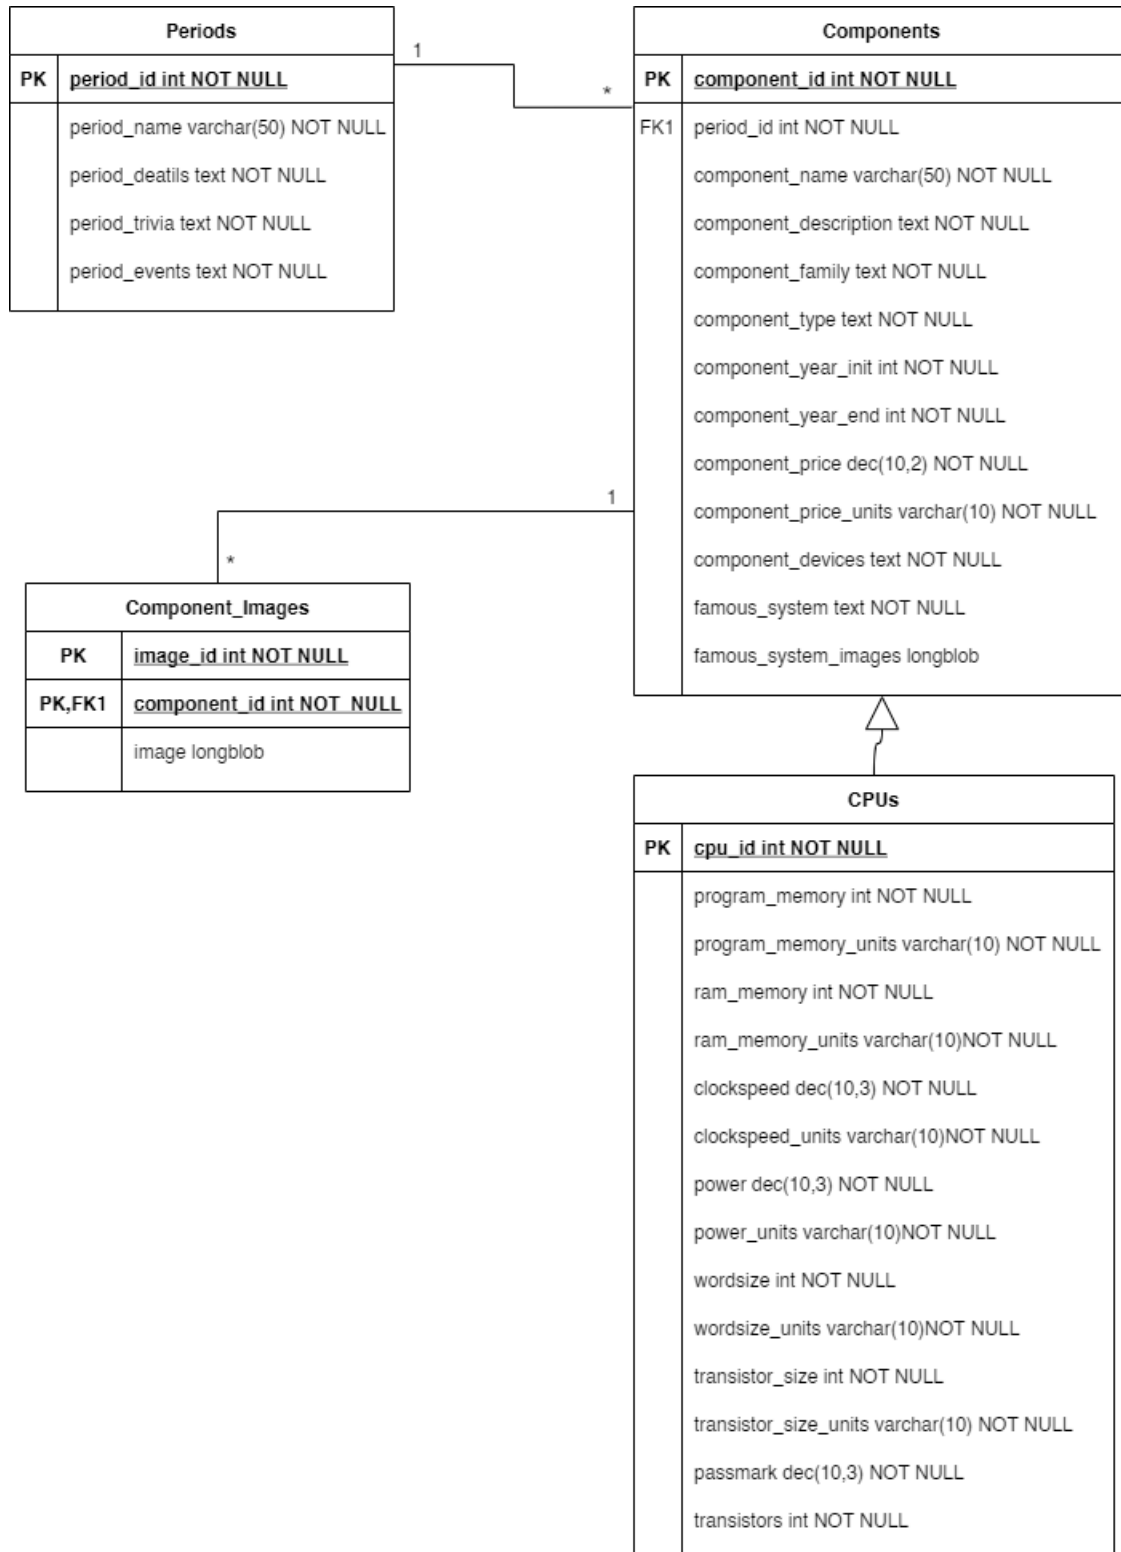 Periods
PK period_id int NOT NULL
period_name varchar(50) NOT NULL
period_deatils text NOT NULL
period_trivia text NOT NULL
period_events text NOT NULL
1
*
Components
PK component_id int NOT NULL
FK1 period_id int NOT NULL
component_name varchar(50) NOT NULL
component_description text NOT NULL
component_family text NOT NULL
component_type text NOT NULL
component_year_init int NOT NULL
component_year_end int NOT NULL
component_price dec(10,2) NOT NULL
component_price_units varchar(10) NOT NULL
component_devices text NOT NULL
famous_system text NOT NULL
famous_system_images longblob
1
*
Component_Images
PK image_id int NOT NULL
PK,FK1 component_id int NOT NULL
image longblob
CPUs
PK cpu_id int NOT NULL
program_memory int NOT NULL
program_memory_units varchar(10) NOT NULL
ram_memory int NOT NULL
ram_memory_units varchar(10)NOT NULL
clockspeed dec(10,3) NOT NULL
clockspeed_units varchar(10)NOT NULL
power dec(10,3) NOT NULL
power_units varchar(10)NOT NULL
wordsize int NOT NULL
wordsize_units varchar(10)NOT NULL
transistor_size int NOT NULL
transistor_size_units varchar(10) NOT NULL
passmark dec(10,3) NOT NULL
transistors int NOT NULL